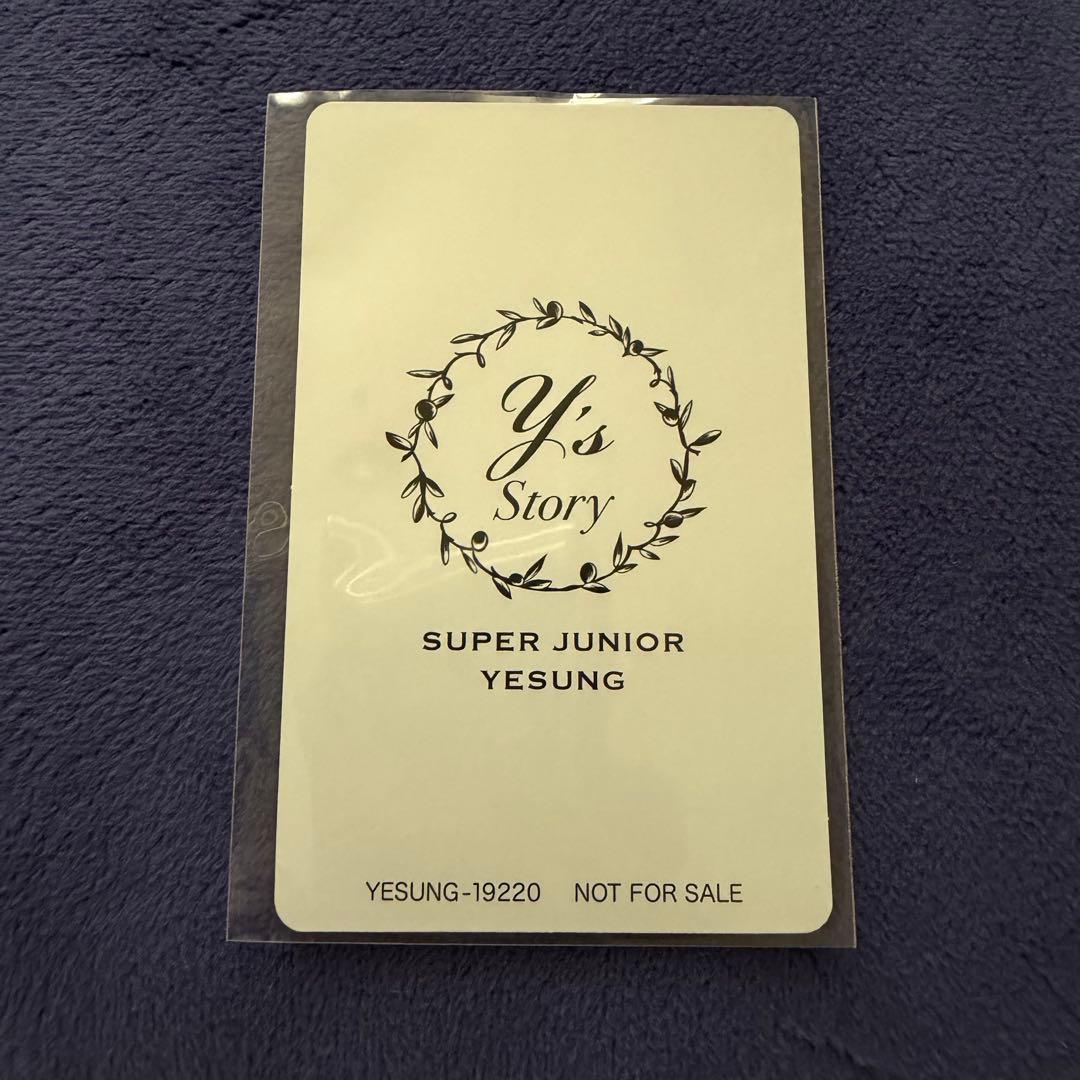 Y's
Story
SUPER JUNIOR
YESUNG
YESUNG-19220 NOT FOR SALE